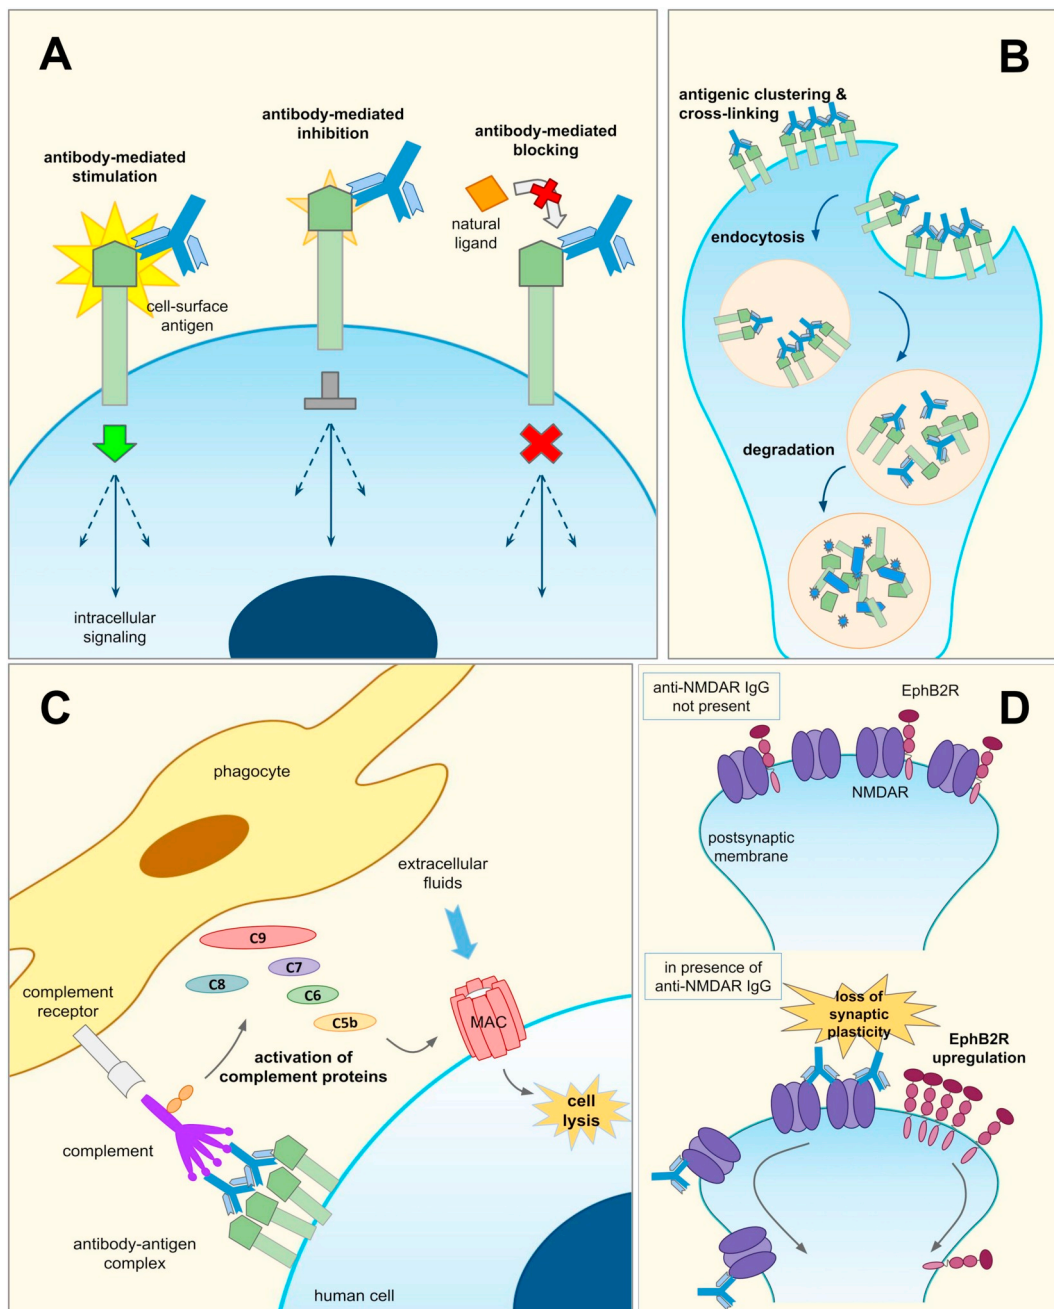 A
antibody-mediated
stimulation
antibody-mediated
inhibition
antibody-mediated
blocking
natural
ligand
cell-surface
antigen
intracellular
signaling
B
antigenic clustering &
cross-linking
endocytosis
degradation
C
phagocyte
extracellular
fluids
C9
C7
C8
C6
C5b
MAC
complement
receptor
activation of
complement proteins
cell
lysis
complement
antibody-antigen
complex
human cell
D
anti-NMDAR IgG
not present
EphB2R
NMDAR
postsynaptic
membrane
in presence of
anti-NMDAR IgG
loss of
synaptic
plasticity
EphB2R
upregulation